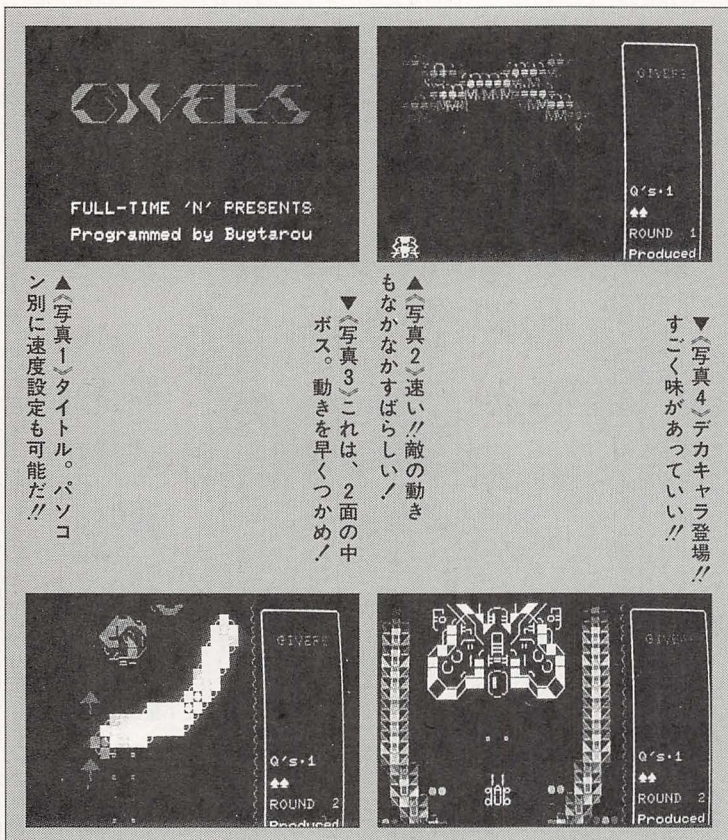 GIVERS
FULL-TIME 'N' PRESENTS
Programmed by Bugtarou
GIVERS
Q's・1
♠♠
ROUND 1
Produced
▲《写真1》タイトル。パソコ
ン別に速度設定も可能だ!!
▲《写真2》速い!!敵の動き
もなかなかすばらしい!
▼《写真3》これは、2面の中
ボス。動きを早くつかめ!
▼《写真4》デカキャラ登場!!
すごく味があっていい!!
GIVERS
Q's・1
♠♠
ROUND 2
Produced
GIVERS
Q's・1
♠♠
ROUND 2
Produced